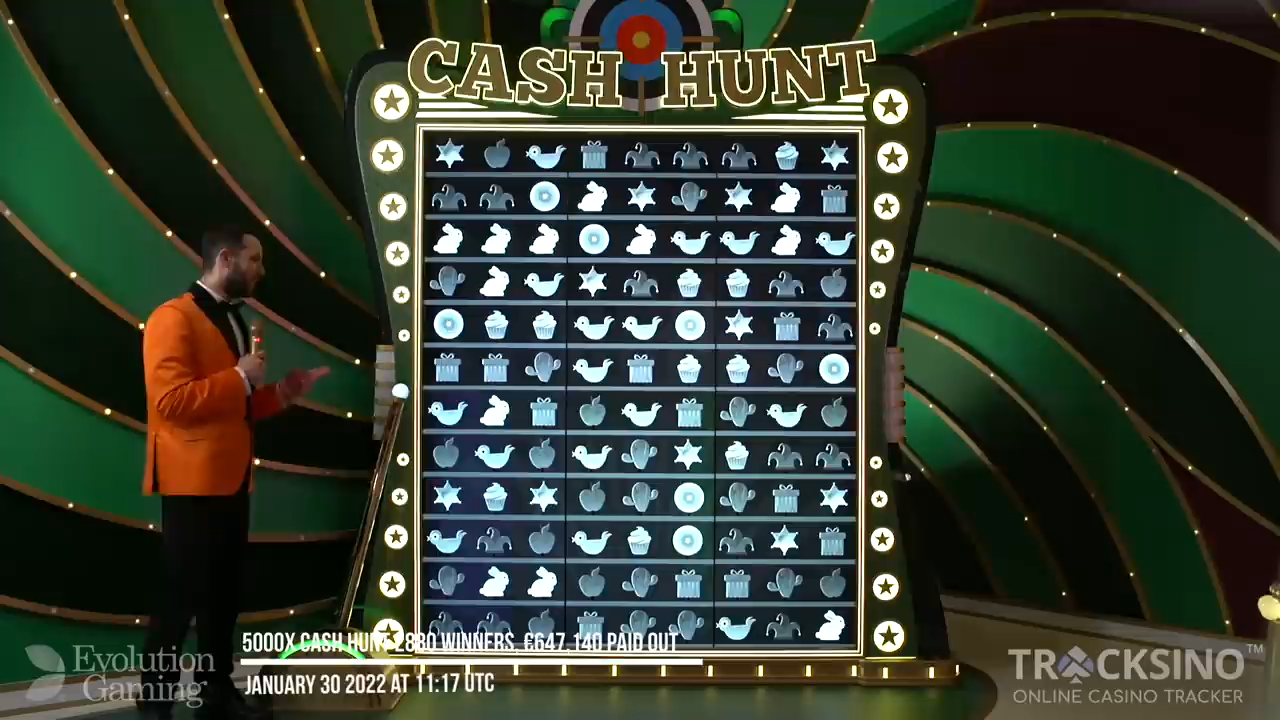 CASH HUNT
5000X CASH HUNT 2880 WINNERS, €647,140 PAID OUT
JANUARY 30 2022 AT 11:17 UTC
Evolution
Gaming
TRACKSINO™
ONLINE CASINO TRACKER